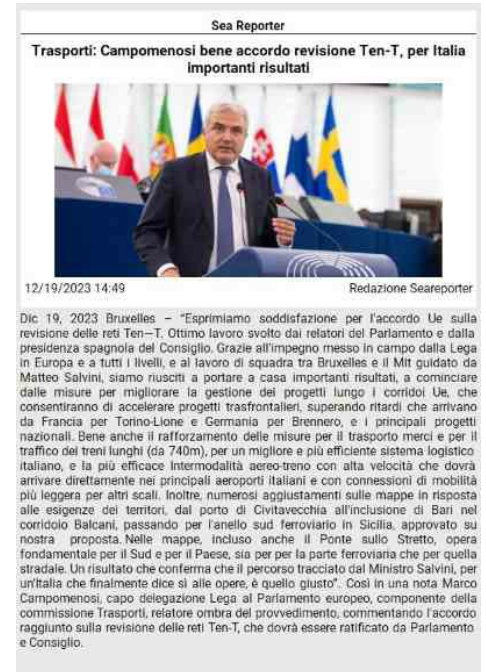 Sea Reporter
Trasporti: Campomenosi bene accordo revisione Ten-T, per Italia
importanti risultati
12/19/2023 14:49
Redazione Seareporter
Dic 19, 2023 Bruxelles – "Esprimiamo soddisfazione per l'accordo Ue sulla
revisione delle reti Ten—T. Ottimo lavoro svolto dai relatori del Parlamento e dalla
presidenza spagnola del Consiglio. Grazie all'impegno messo in campo dalla Lega
in Europa e a tutti i livelli, e al lavoro di squadra tra Bruxelles e il Mit guidato da
Matteo Salvini, siamo riusciti a portare a casa importanti risultati, a cominciare
dalle misure per migliorare la gestione dei progetti lungo i corridoi Ue, che
consentiranno di accelerare progetti trasfrontalieri, superando ritardi che arrivano
da Francia per Torino-Lione e Germania per Brennero, e i principali progetti
nazionali. Bene anche il rafforzamento delle misure per il trasporto merci e per il
traffico dei treni lunghi (da 740m), per un migliore e più efficiente sistema logistico
italiano, e la più efficace Intermodalità aereo-treno con alta velocità che dovrà
arrivare direttamente nei principali aeroporti italiani e con connessioni di mobilità
più leggera per altri scali. Inoltre, numerosi aggiustamenti sulle mappe in risposta
alle esigenze dei territori, dal porto di Civitavecchia all'inclusione di Bari nel
corridoio Balcani, passando per l'anello sud ferroviario in Sicilia, approvato su
nostra proposta. Nelle mappe, incluso anche il Ponte sullo Stretto, opera
fondamentale per il Sud e per il Paese, sia per per la parte ferroviaria che per quella
stradale. Un risultato che conferma che il percorso tracciato dal Ministro Salvini, per
un'Italia che finalmente dice sì alle opere, è quello giusto". Così in una nota Marco
Campomenosi, capo delegazione Lega al Parlamento europeo, componente della
commissione Trasporti, relatore ombra del provvedimento, commentando l'accordo
raggiunto sulla revisione delle reti Ten-T, che dovrà essere ratificato da Parlamento
e Consiglio.